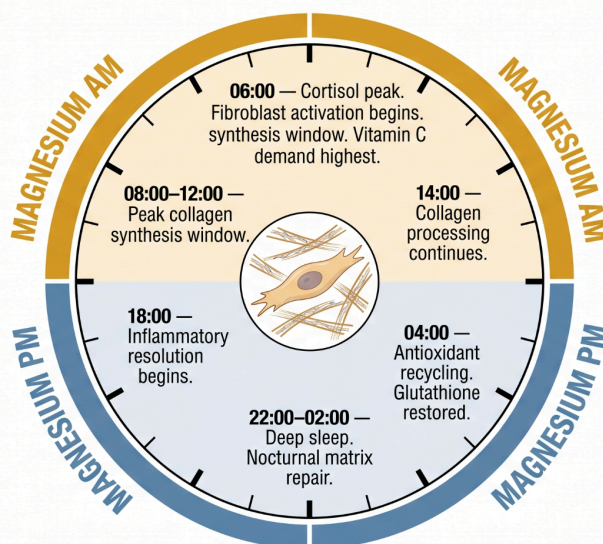 MAGNESIUM AM
MAGNESIUM AM
06:00 — Cortisol peak.
Fibroblast activation begins.
synthesis window. Vitamin C
demand highest.
08:00–12:00 —
Peak collagen
synthesis window.
14:00 —
Collagen
processing
continues.
18:00 —
Inflammatory
resolution
begins.
04:00 —
Antioxidant
recycling.
Glutathione
restored.
22:00–02:00 —
Deep sleep.
Nocturnal matrix
repair.
MAGNESIUM PM
MAGNESIUM PM